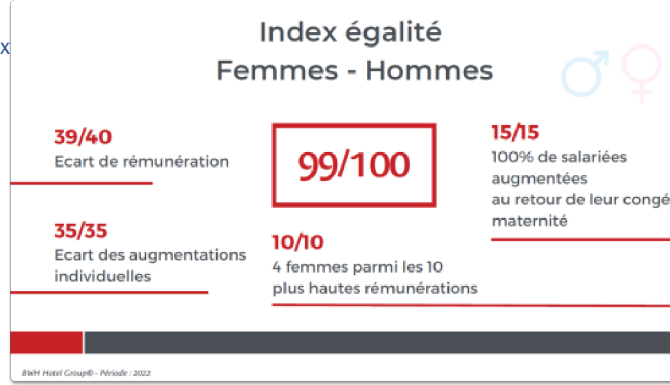 x
Index égalité
Femmes - Hommes
39/40
Ecart de rémunération
99/100
15/15
100% de salariées
augmentées
au retour de leur congé
maternité
35/35
Ecart des augmentations
individuelles
10/10
4 femmes parmi les 10
plus hautes rémunérations
BWH Hotel Group® - Période : 2022